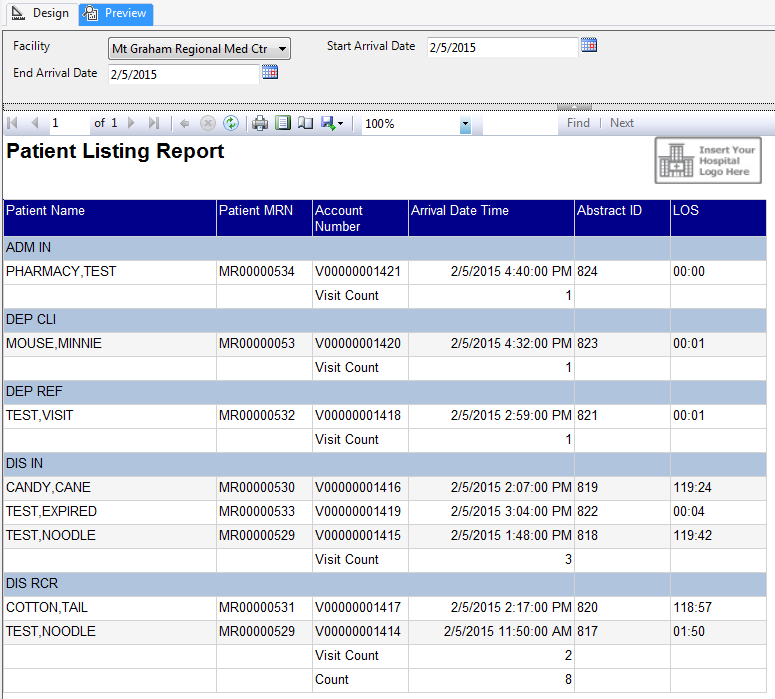 Design Preview
Facility Mt Graham Regional Med Ctr Start Arrival Date 2/5/2015
End Arrival Date 2/5/2015
1 of 1 100% Find | Next
Patient Listing Report
Insert Your
Hospital
Logo Here
Patient Name Patient MRN Account Number Arrival Date Time Abstract ID LOS
ADM IN
PHARMACY,TEST MR00000534 V00000001421 2/5/2015 4:40:00 PM 824 00:00
Visit Count 1
DEP CLI
MOUSE,MINNIE MR00000053 V00000001420 2/5/2015 4:32:00 PM 823 00:01
Visit Count 1
DEP REF
TEST,VISIT MR00000532 V00000001418 2/5/2015 2:59:00 PM 821 00:01
Visit Count 1
DIS IN
CANDY,CANE MR00000530 V00000001416 2/5/2015 2:07:00 PM 819 119:24
TEST,EXPIRED MR00000533 V00000001419 2/5/2015 3:04:00 PM 822 00:04
TEST,NOODLE MR00000529 V00000001415 2/5/2015 1:48:00 PM 818 119:42
Visit Count 3
DIS RCR
COTTON,TAIL MR00000531 V00000001417 2/5/2015 2:17:00 PM 820 118:57
TEST,NOODLE MR00000529 V00000001414 2/5/2015 11:50:00 AM 817 01:50
Visit Count 2
Count 8